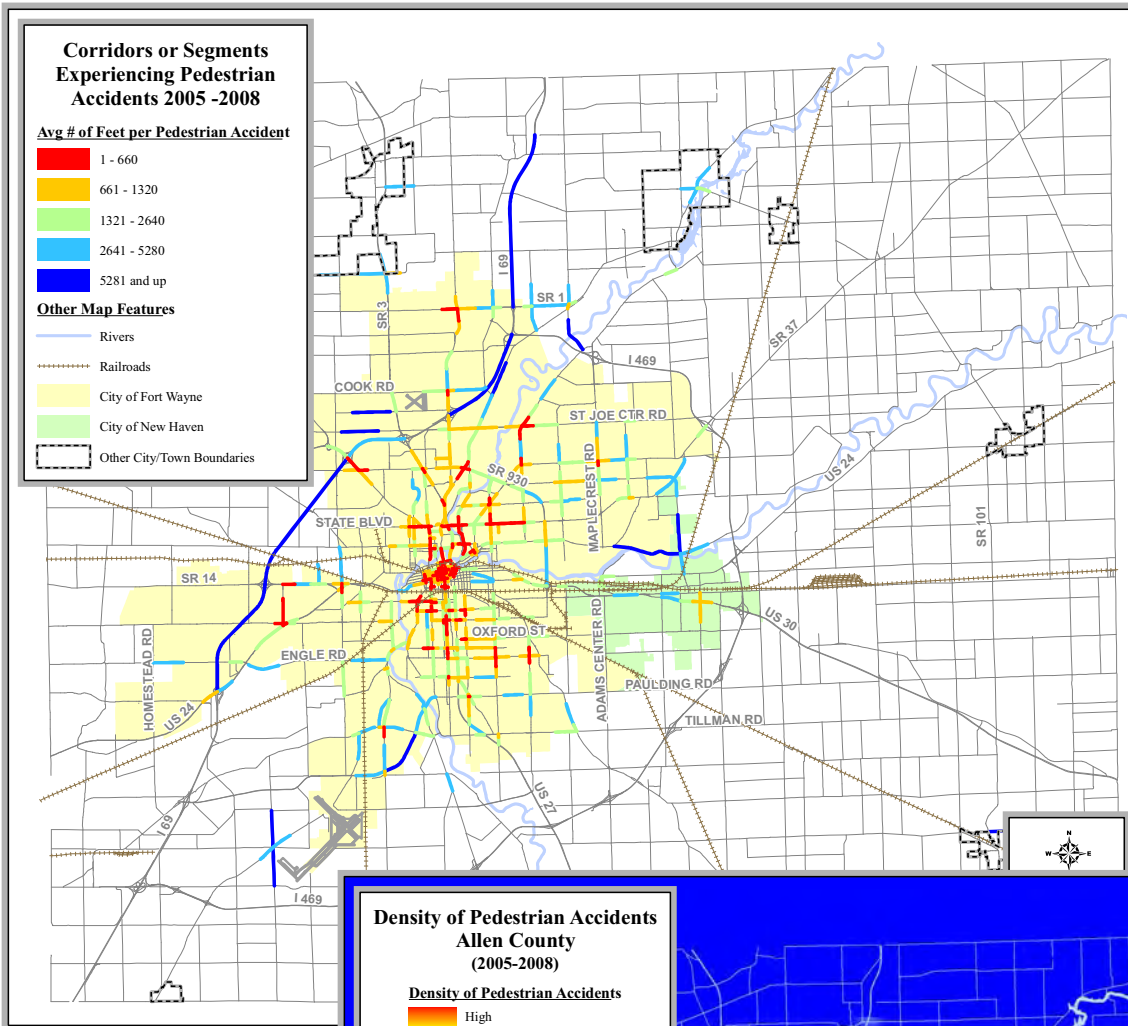 Corridors or Segments
Experiencing Pedestrian
Accidents 2005 -2008
Avg # of Feet per Pedestrian Accident
1 - 660
661 - 1320
1321 - 2640
2641 - 5280
5281 and up
Other Map Features
Rivers
Railroads
City of Fort Wayne
City of New Haven
Other City/Town Boundaries
I 69
SR 1
SR 3
SR 37
I 469
COOK RD
ST JOE CTR RD
SR 930
MAPLECREST RD
US 24
STATE BLVD
SR 101
SR 14
US 30
OXFORD ST
ADAMS CENTER RD
ENGLE RD
HOMESTEAD RD
PAULDING RD
US 24
TILLMAN RD
US 27
I 69
I 469
N
W
E
S
Density of Pedestrian Accidents
Allen County
(2005-2008)
Density of Pedestrian Accidents
High